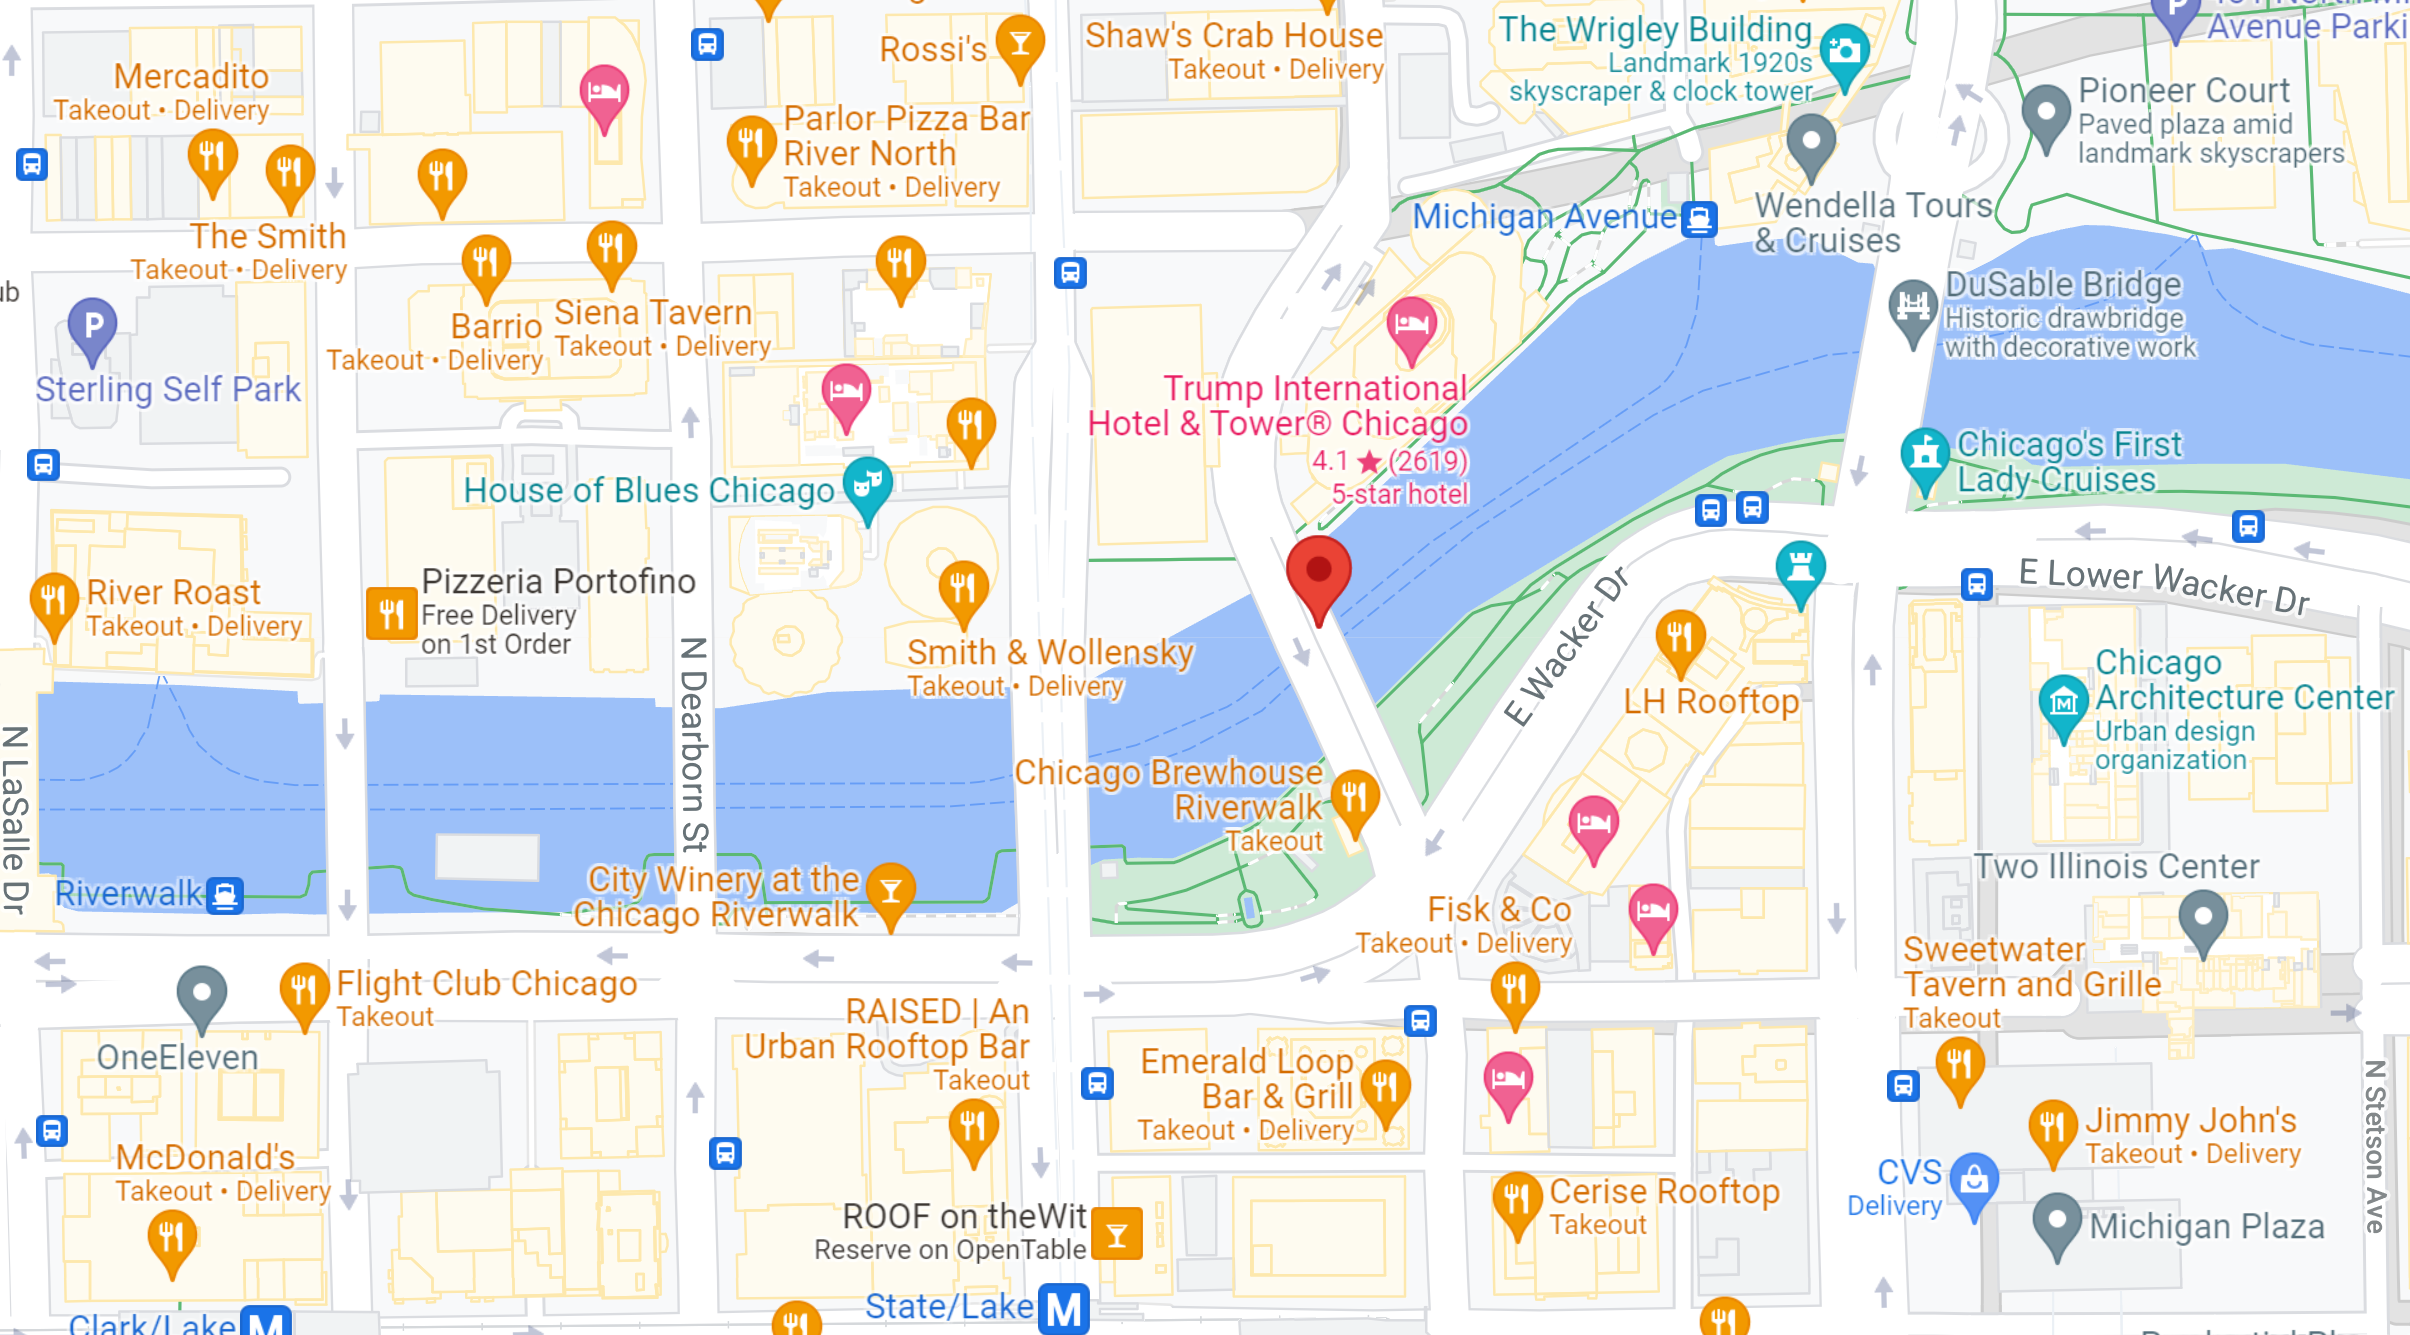 Mercadito
Takeout • Delivery
The Smith
Takeout • Delivery
Rossi's
Parlor Pizza Bar
River North
Takeout • Delivery
Shaw's Crab House
Takeout • Delivery
The Wrigley Building
Landmark 1920s
skyscraper & clock tower
Avenue Parki
Pioneer Court
Paved plaza amid
landmark skyscrapers
Michigan Avenue
Wendella Tours
& Cruises
DuSable Bridge
Historic drawbridge
with decorative work
ub
P
Sterling Self Park
Barrio
Takeout • Delivery
Siena Tavern
Takeout • Delivery
Trump International
Hotel & Tower® Chicago
4.1 ★ (2619)
5-star hotel
Chicago's First
Lady Cruises
House of Blues Chicago
River Roast
Takeout • Delivery
Pizzeria Portofino
Free Delivery
on 1st Order
Smith & Wollensky
Takeout • Delivery
E Lower Wacker Dr
E Wacker Dr
LH Rooftop
Chicago
Architecture Center
Urban design
organization
N LaSalle Dr
N Dearborn St
Chicago Brewhouse
Riverwalk
Takeout
Riverwalk
City Winery at the
Chicago Riverwalk
Two Illinois Center
Fisk & Co
Takeout • Delivery
Sweetwater
Tavern and Grille
Takeout
Flight Club Chicago
Takeout
OneEleven
RAISED | An
Urban Rooftop Bar
Takeout
Emerald Loop
Bar & Grill
Takeout • Delivery
N Stetson Ave
McDonald's
Takeout • Delivery
Jimmy John's
Takeout • Delivery
CVS
Delivery
Cerise Rooftop
Takeout
ROOF on theWit
Reserve on OpenTable
Michigan Plaza
State/Lake M
Clark/Lake M